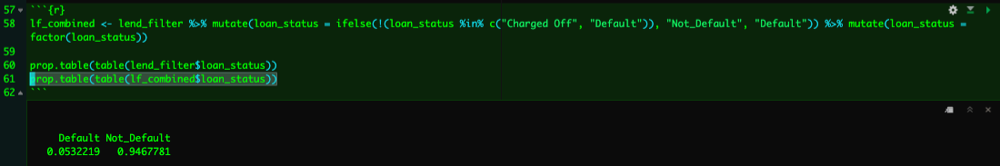 57 ```{r}
58 lf_combined <- lend_filter %>% mutate(loan_status = ifelse(!(loan_status %in% c("Charged Off", "Default")), "Not_Default", "Default")) %>% mutate(loan_status =
factor(loan_status))
59
60 prop.table(table(lend_filter$loan_status))
61 prop.table(table(lf_combined$loan_status))
62 ```
Default Not_Default
0.0532219 0.9467781